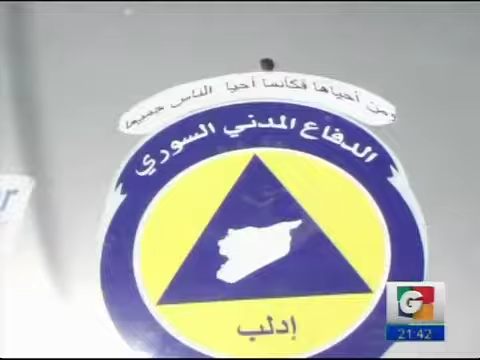 ومن أحياها فكأنما أحيا الناس جميعا
الدفاع المدني السوري
إدلب
G
21:42